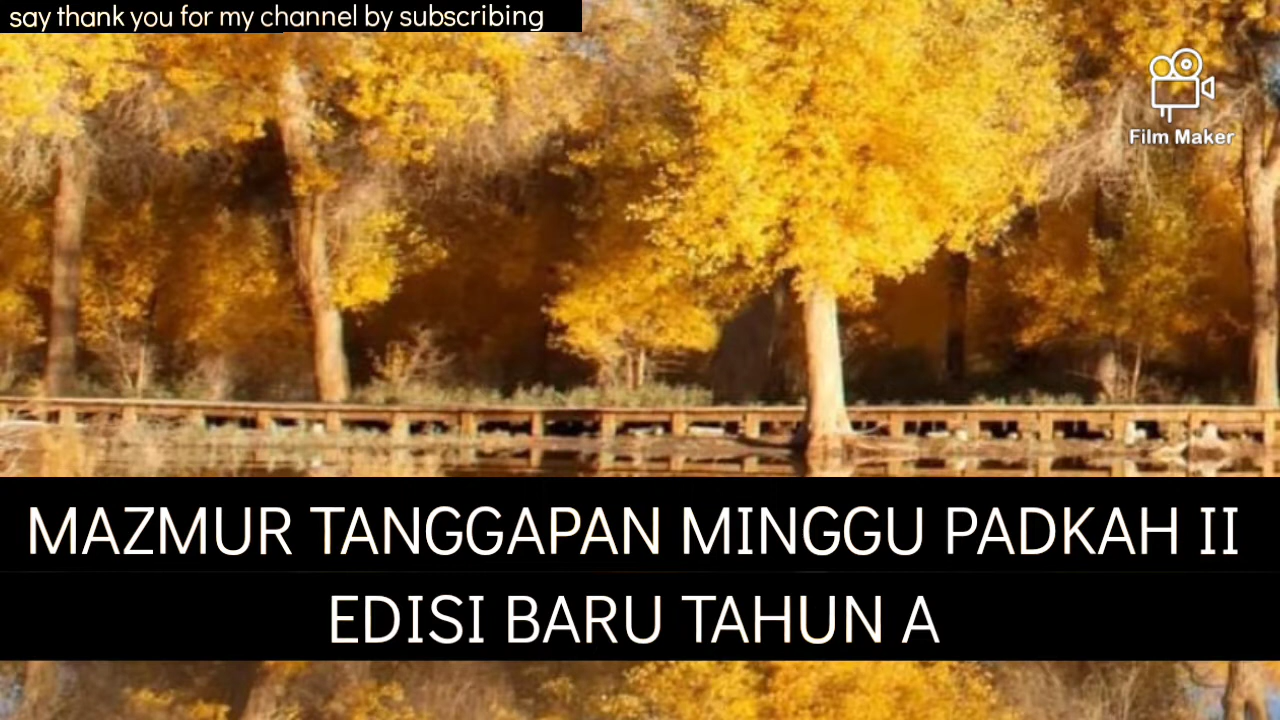 say thank you for my channel by subscribing
Film Maker
MAZMUR TANGGAPAN MINGGU PADKAH II
EDISI BARU TAHUN A